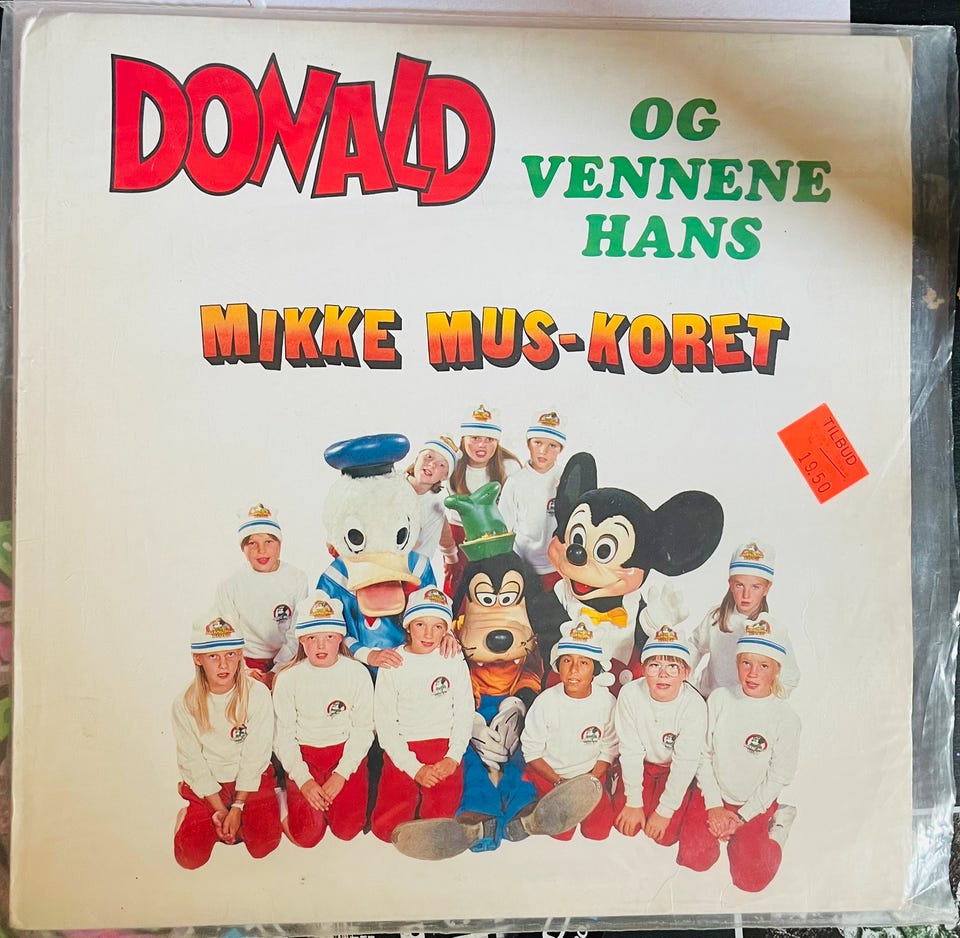 DONALD
OG
VENNENE
HANS
MIKKE MUS-KORET
TILBUD
19.50